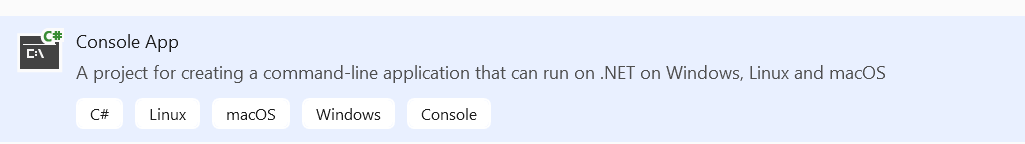 C#
C:\
Console App
A project for creating a command-line application that can run on .NET on Windows, Linux and macOS
C# Linux macOS Windows Console